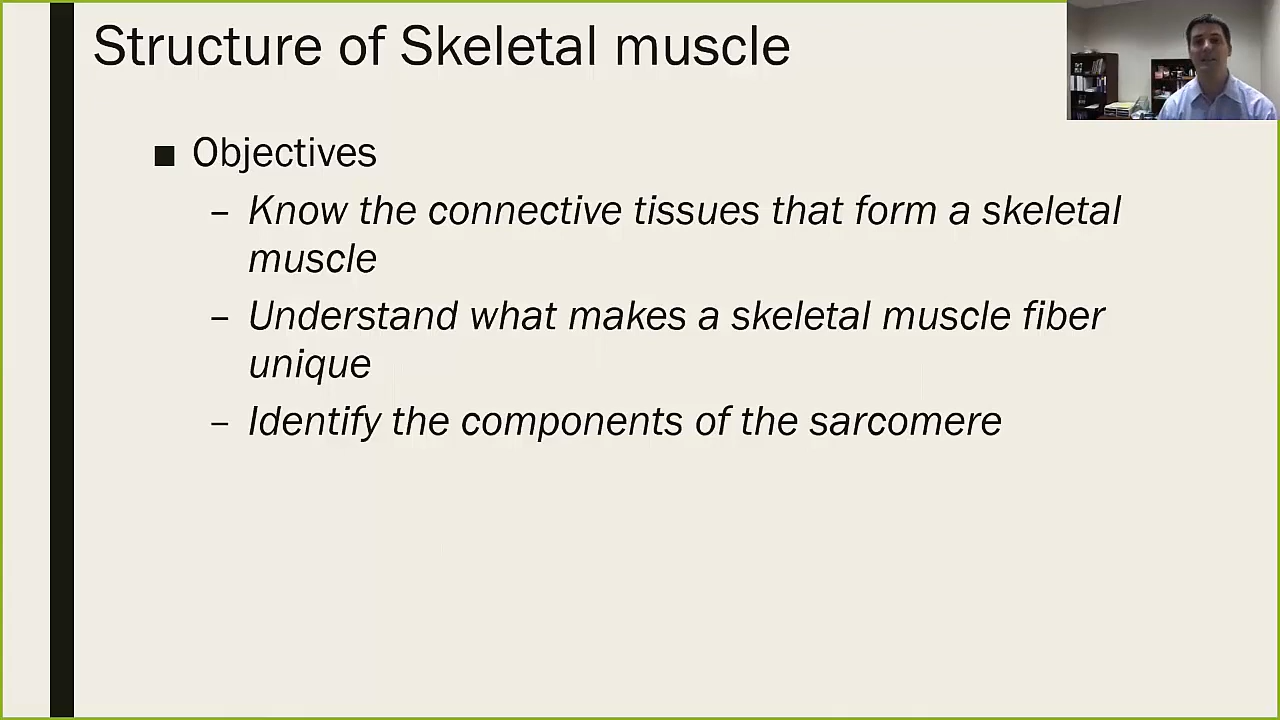 Structure of Skeletal muscle
■ Objectives
– Know the connective tissues that form a skeletal
muscle
– Understand what makes a skeletal muscle fiber
unique
– Identify the components of the sarcomere